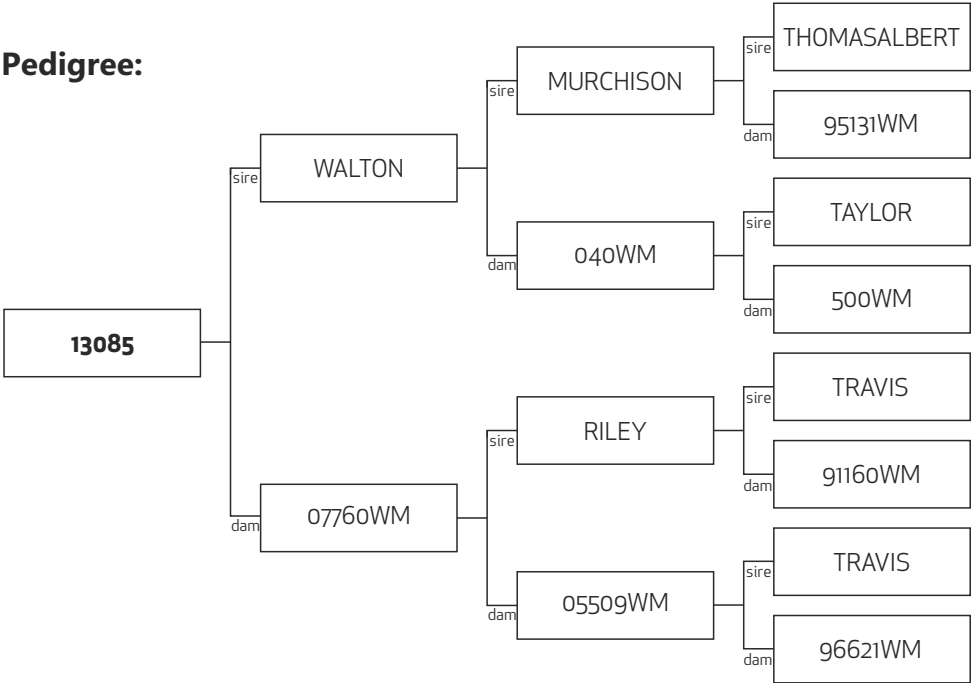 Pedigree:
THOMASALBERT
sire
MURCHISON
sire
95131WM
dam
WALTON
sire
TAYLOR
sire
040WM
dam
500WM
dam
13085
TRAVIS
sire
RILEY
sire
91160WM
dam
07760WM
dam
TRAVIS
sire
05509WM
dam
96621WM
dam